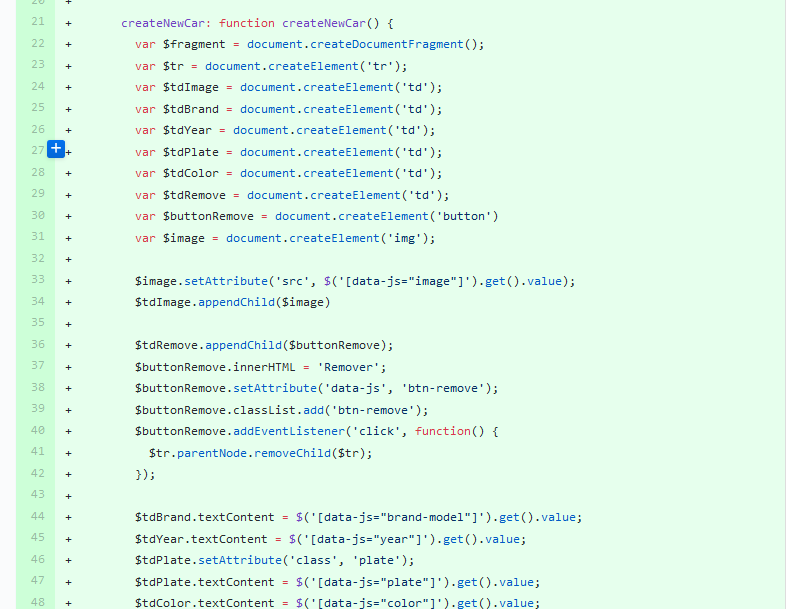 20 +
21 + createNewCar: function createNewCar() {
22 + var $fragment = document.createDocumentFragment();
23 + var $tr = document.createElement('tr');
24 + var $tdImage = document.createElement('td');
25 + var $tdBrand = document.createElement('td');
26 + var $tdYear = document.createElement('td');
27 + var $tdPlate = document.createElement('td');
28 + var $tdColor = document.createElement('td');
29 + var $tdRemove = document.createElement('td');
30 + var $buttonRemove = document.createElement('button')
31 + var $image = document.createElement('img');
32 +
33 + $image.setAttribute('src', $('[data-js="image"]').get().value);
34 + $tdImage.appendChild($image)
35 +
36 + $tdRemove.appendChild($buttonRemove);
37 + $buttonRemove.innerHTML = 'Remover';
38 + $buttonRemove.setAttribute('data-js', 'btn-remove');
39 + $buttonRemove.classList.add('btn-remove');
40 + $buttonRemove.addEventListener('click', function() {
41 + $tr.parentNode.removeChild($tr);
42 + });
43 +
44 + $tdBrand.textContent = $('[data-js="brand-model"]').get().value;
45 + $tdYear.textContent = $('[data-js="year"]').get().value;
46 + $tdPlate.setAttribute('class', 'plate');
47 + $tdPlate.textContent = $('[data-js="plate"]').get().value;
48 + $tdColor.textContent = $('[data-js="color"]').get().value;